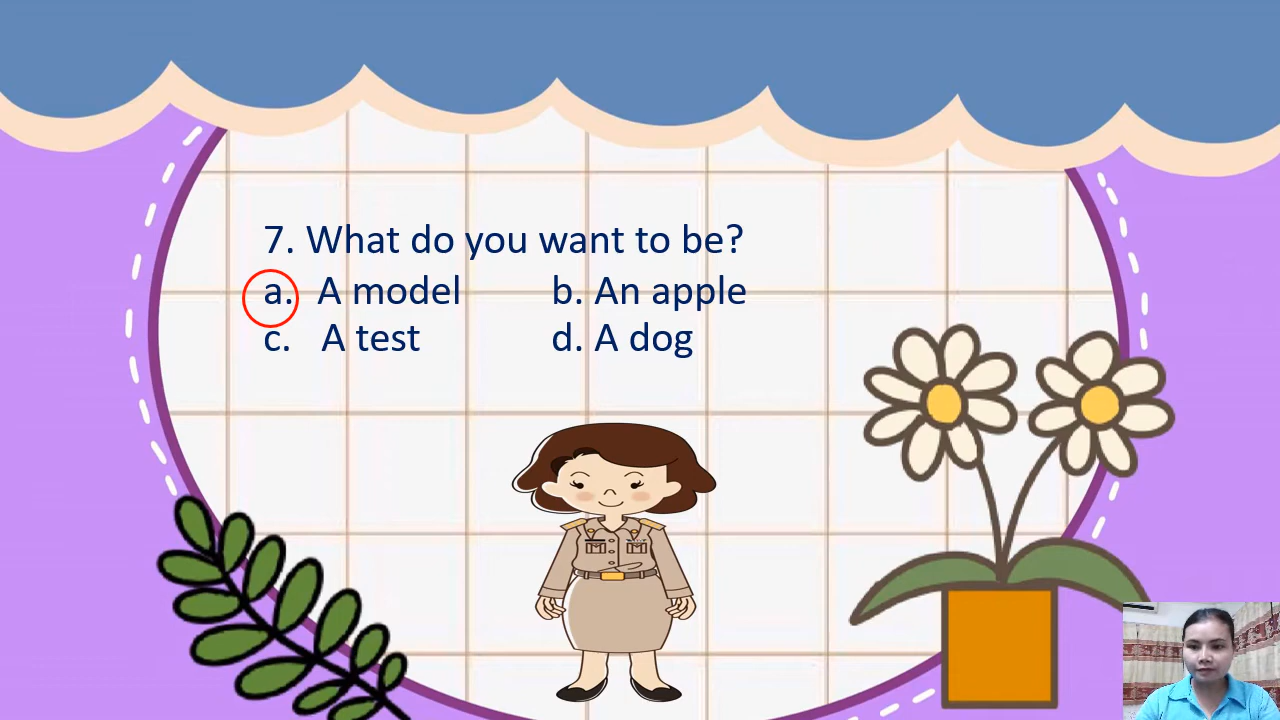 7. What do you want to be?
a. A model b. An apple
c. A test d. A dog